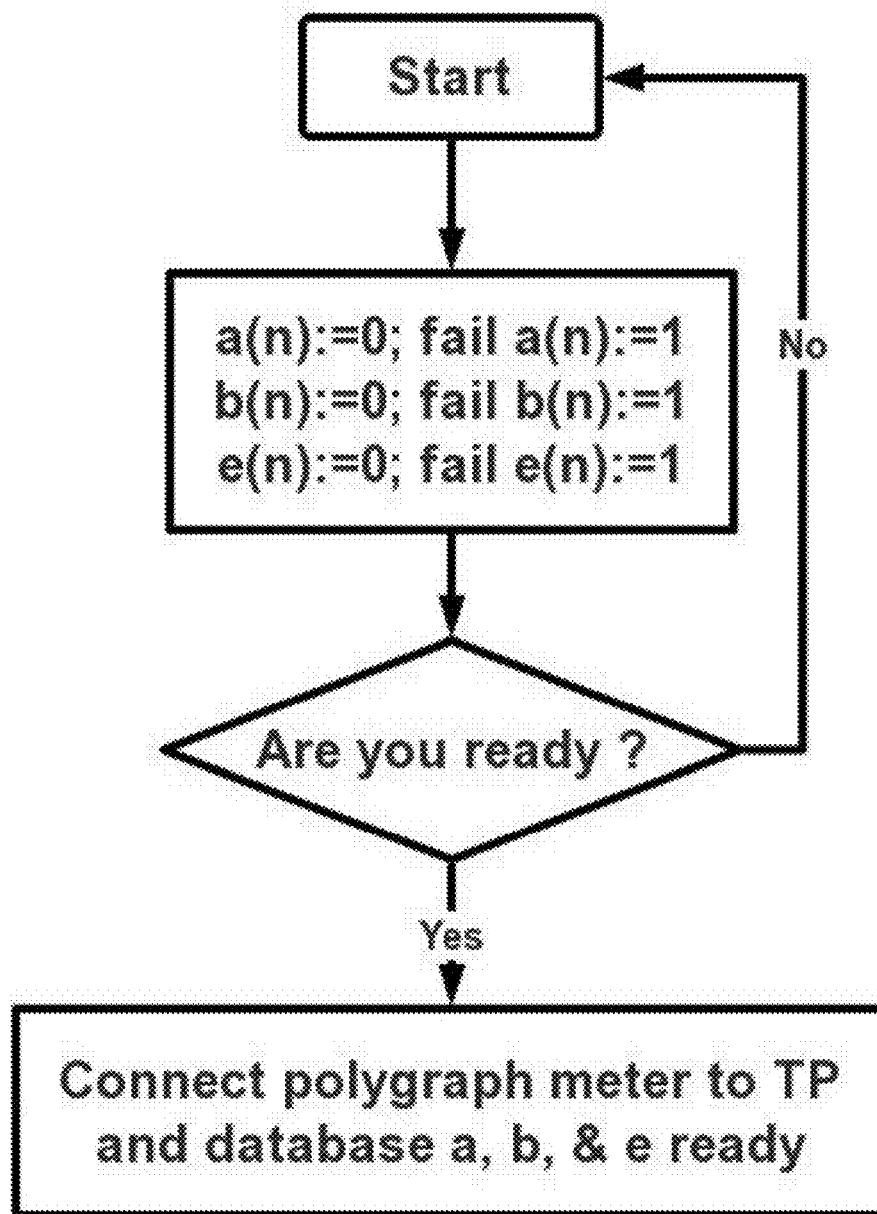 Start
a(n):=0; fail a(n):=1
b(n):=0; fail b(n):=1
e(n):=0; fail e(n):=1
No
Are you ready ?
Yes
Connect polygraph meter to TP
and database a, b, & e ready